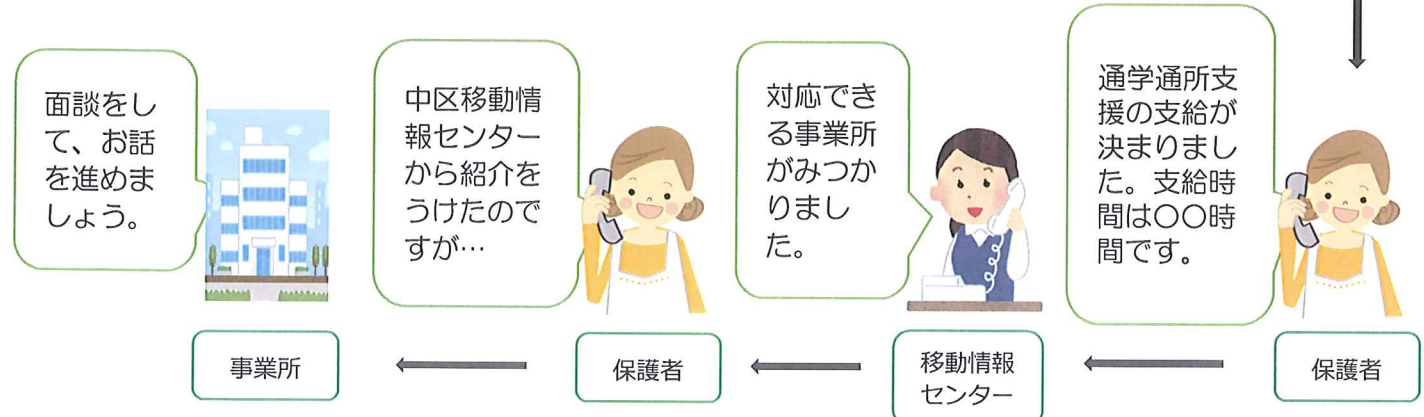 通学通所支
援の支給が
決まりまし
た。支給時
間は〇〇時
間です。
保護者
対応でき
る事業所
がみつか
りまし
た。
移動情報
センター
中区移動情
報センター
から紹介を
うけたので
すが…
保護者
面談をし
て、お話
を進めま
しょう。
事業所